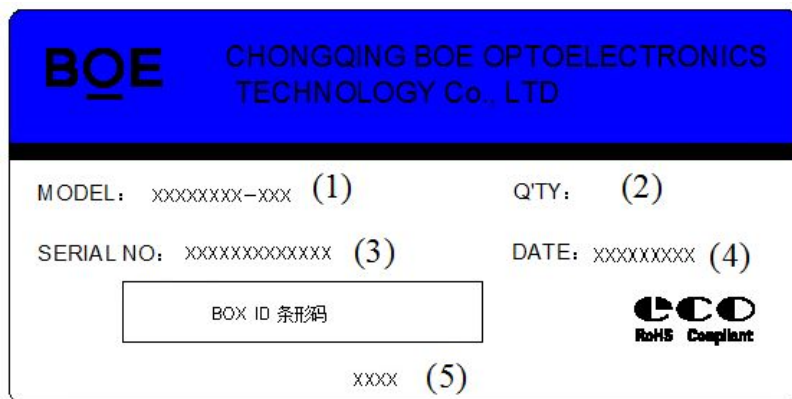 BOE
CHONGQING BOE OPTOELECTRONICS
TECHNOLOGY Co., LTD
MODEL： XXXXXXXX-XXX (1)
Q'TY： (2)
SERIAL NO： XXXXXXXXXXXXX (3)
DATE： XXXXXXXXX (4)
BOX ID 条形码
eco
RoHS Compliant
XXXX (5)